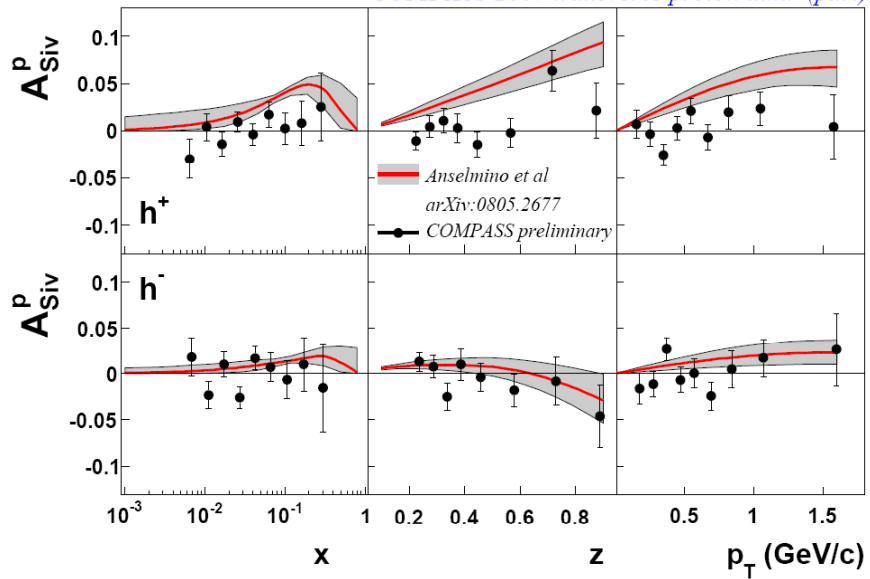 0.1
0.05
0
-0.05
-0.1
A^p_Siv
h⁺
Anselmino et al
arXiv:0805.2677
COMPASS preliminary
0.1
0.05
0
-0.05
-0.1
A^p_Siv
h⁻
10⁻³ 10⁻² 10⁻¹ 1
0.2 0.4 0.6 0.8
0.5 1 1.5
x
z
p_T (GeV/c)